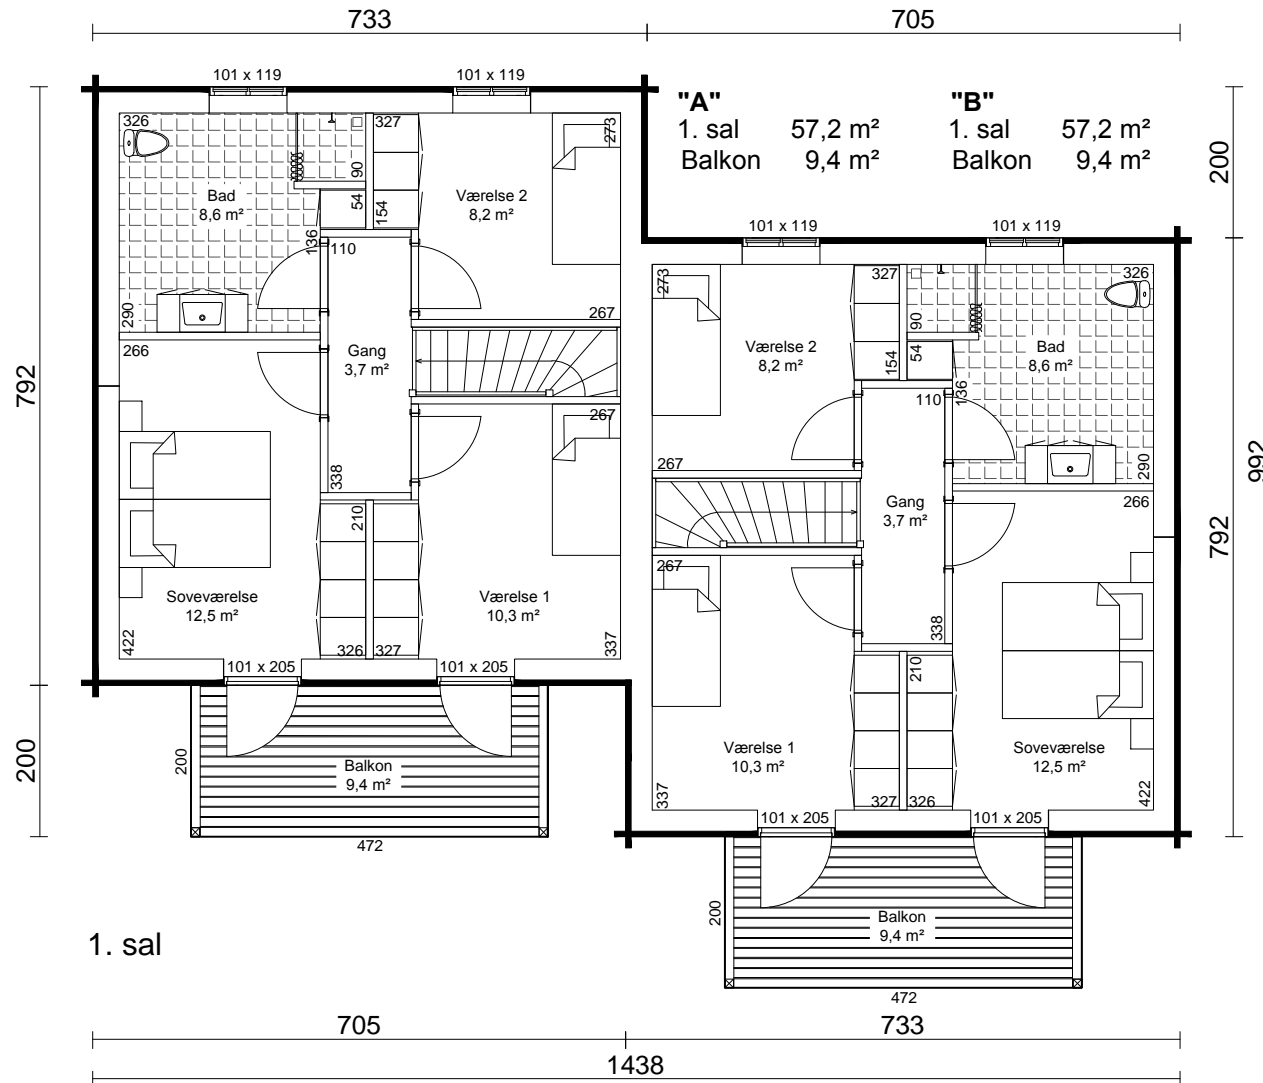 733
705
101 x 119
101 x 119
"A"
"B"
1. sal 57,2 m²
1. sal 57,2 m²
Balkon 9,4 m²
Balkon 9,4 m²
326
327
273
90
54
154
Bad
8,6 m²
Værelse 2
8,2 m²
136
110
290
267
266
Gang
3,7 m²
267
338
210
Soveværelse
12,5 m²
Værelse 1
10,3 m²
422
326
327
337
101 x 205
101 x 205
792
200
200
Balkon
9,4 m²
472
200
101 x 119
101 x 119
273
327
326
90
54
154
Værelse 2
8,2 m²
Bad
8,6 m²
110
136
267
290
266
Gang
3,7 m²
267
338
210
Værelse 1
10,3 m²
Soveværelse
12,5 m²
337
327
326
422
101 x 205
101 x 205
792
992
200
Balkon
9,4 m²
472
1. sal
705
733
1438